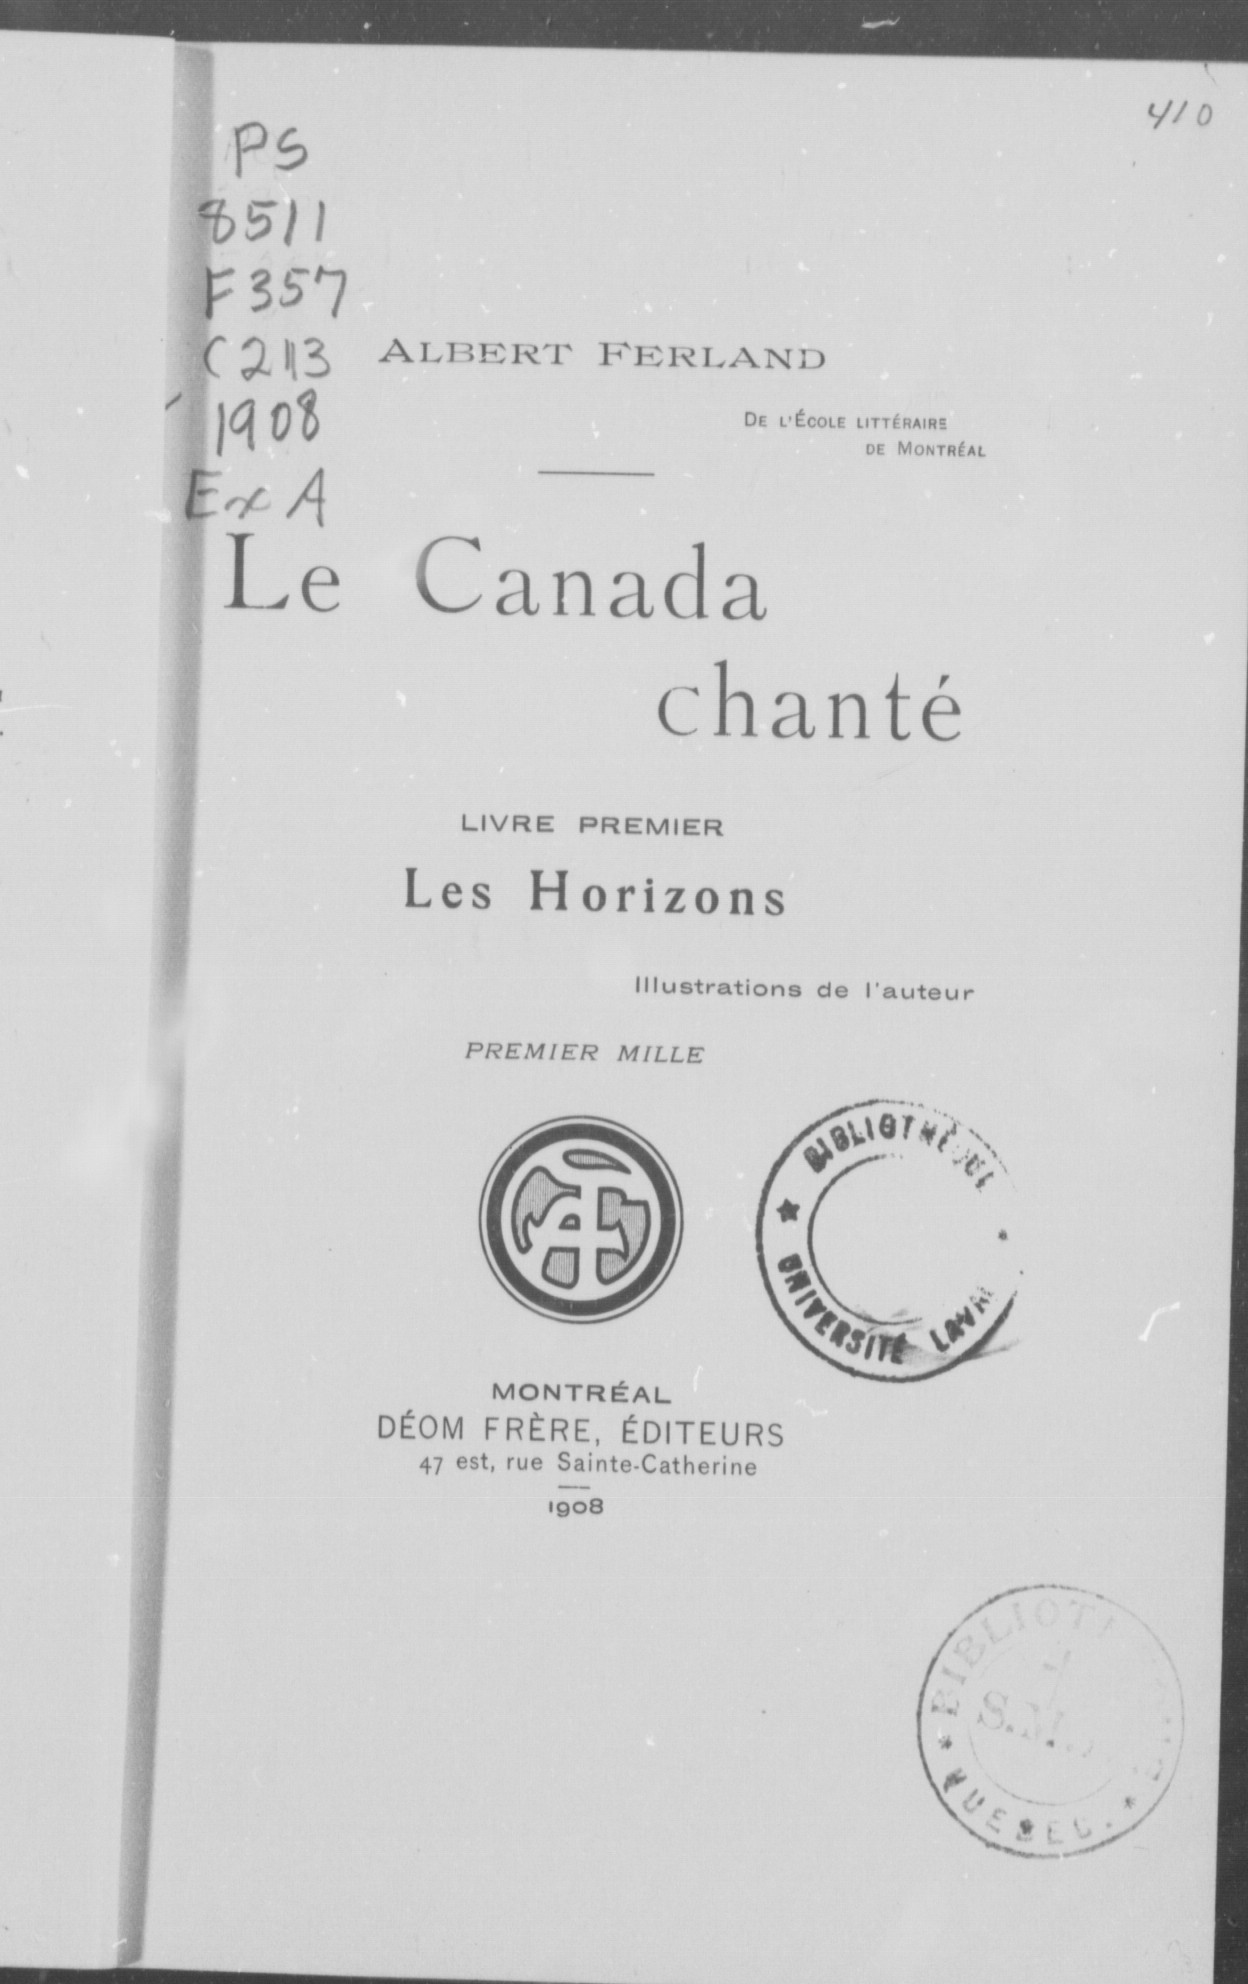 410
PS
8511
F357
C2113
1908
Ex A
ALBERT FERLAND
DE L'ÉCOLE LITTÉRAIRE
DE MONTRÉAL
Le Canada
chanté
LIVRE PREMIER
Les Horizons
Illustrations de l'auteur
PREMIER MILLE
BIBLIOTHÈQUE
UNIVERSITÉ LAVAL
MONTRÉAL
DÉOM FRÈRE, ÉDITEURS
47 est, rue Sainte-Catherine
1908
QUEBEC.